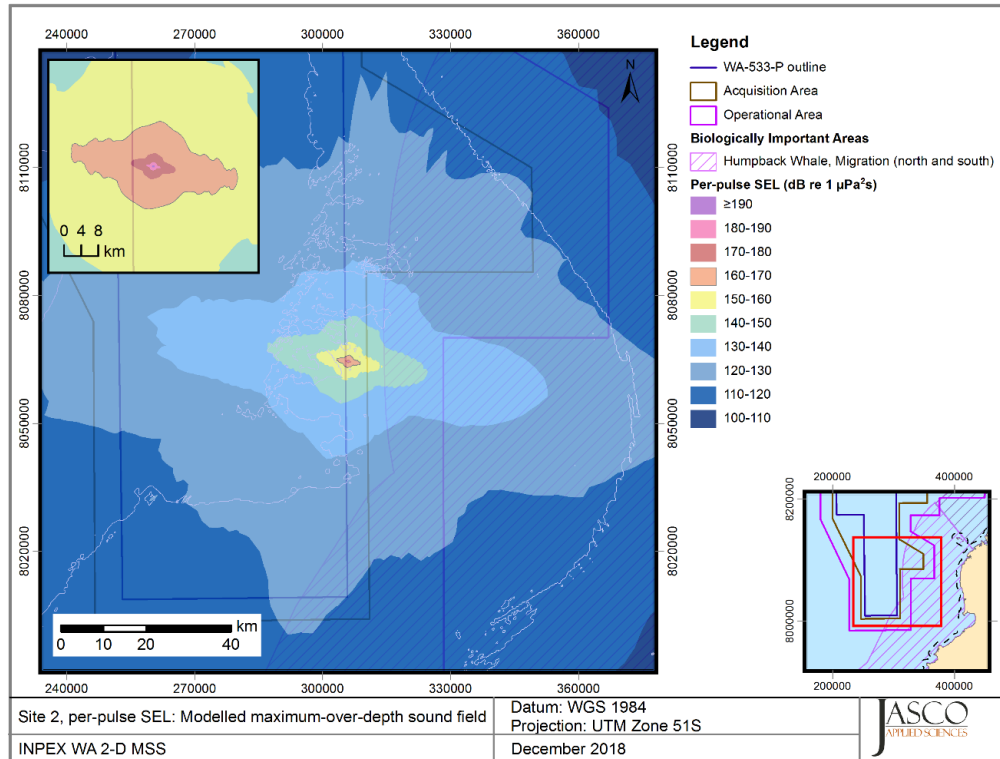 240000 270000 300000 330000 360000
N
8110000
8080000
8050000
8020000
8110000
8080000
8050000
8020000
0 4 8
km
km
0 10 20 40
240000 270000 300000 330000 360000
Legend
WA-533-P outline
Acquisition Area
Operational Area
Biologically Important Areas
Humpback Whale, Migration (north and south)
Per-pulse SEL (dB re 1 µPa²s)
≥190
180-190
170-180
160-170
150-160
140-150
130-140
120-130
110-120
100-110
200000 400000
8200000
8000000
8200000
8000000
200000 400000
Site 2, per-pulse SEL: Modelled maximum-over-depth sound field
INPEX WA 2-D MSS
Datum: WGS 1984
Projection: UTM Zone 51S
December 2018
JASCO
APPLIED SCIENCES